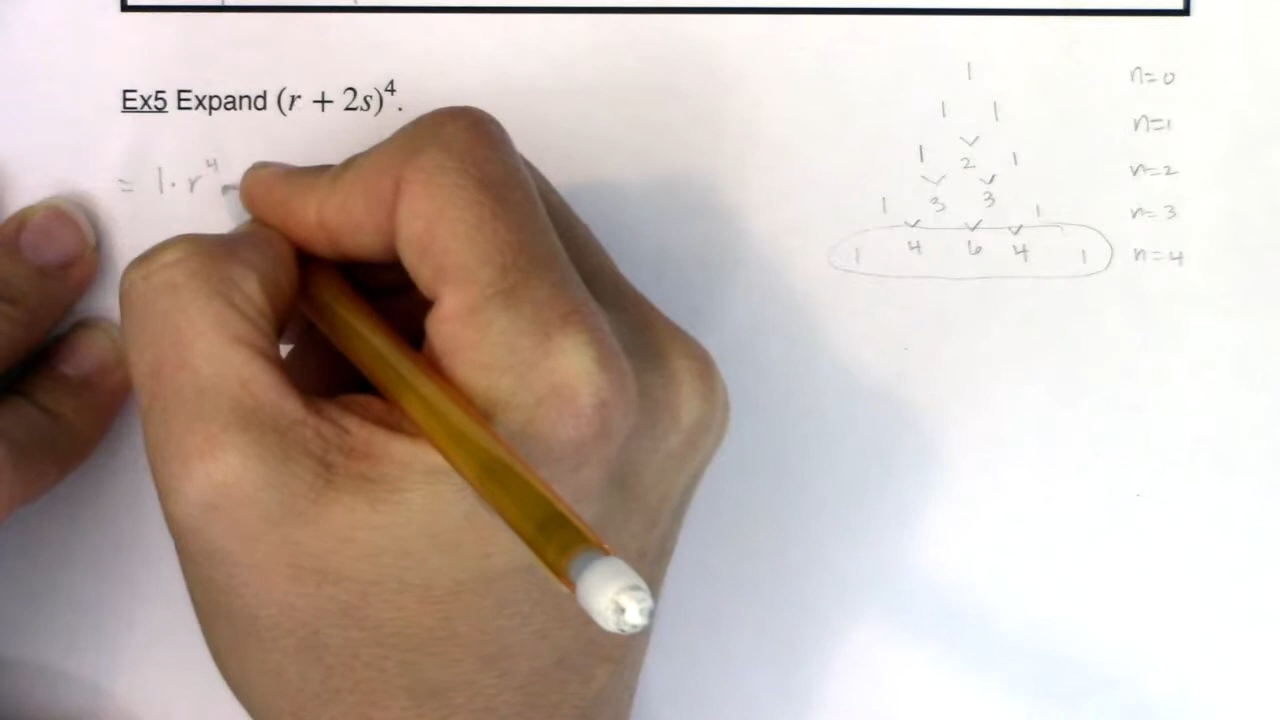 Ex5 Expand (r + 2s)⁴.
= 1 · r⁴
1 n=0
1 1 n=1
1 2 1 n=2
1 3 3 1 n=3
1 4 6 4 1 n=4